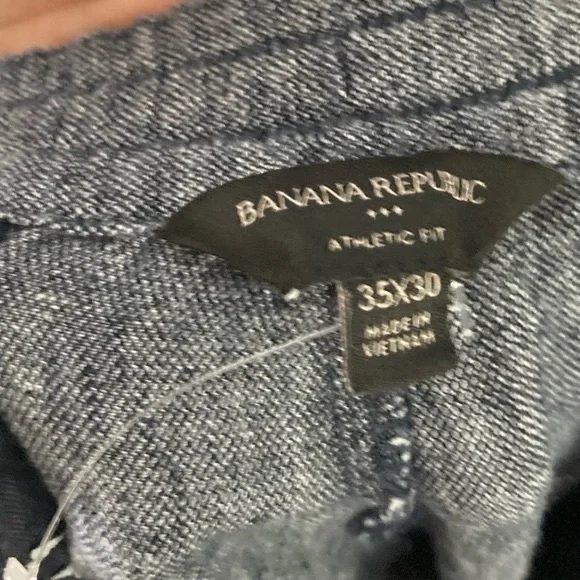 BANANA REPUBLIC
ATHLETIC FIT
35X30
MADE IN
VIETNAM